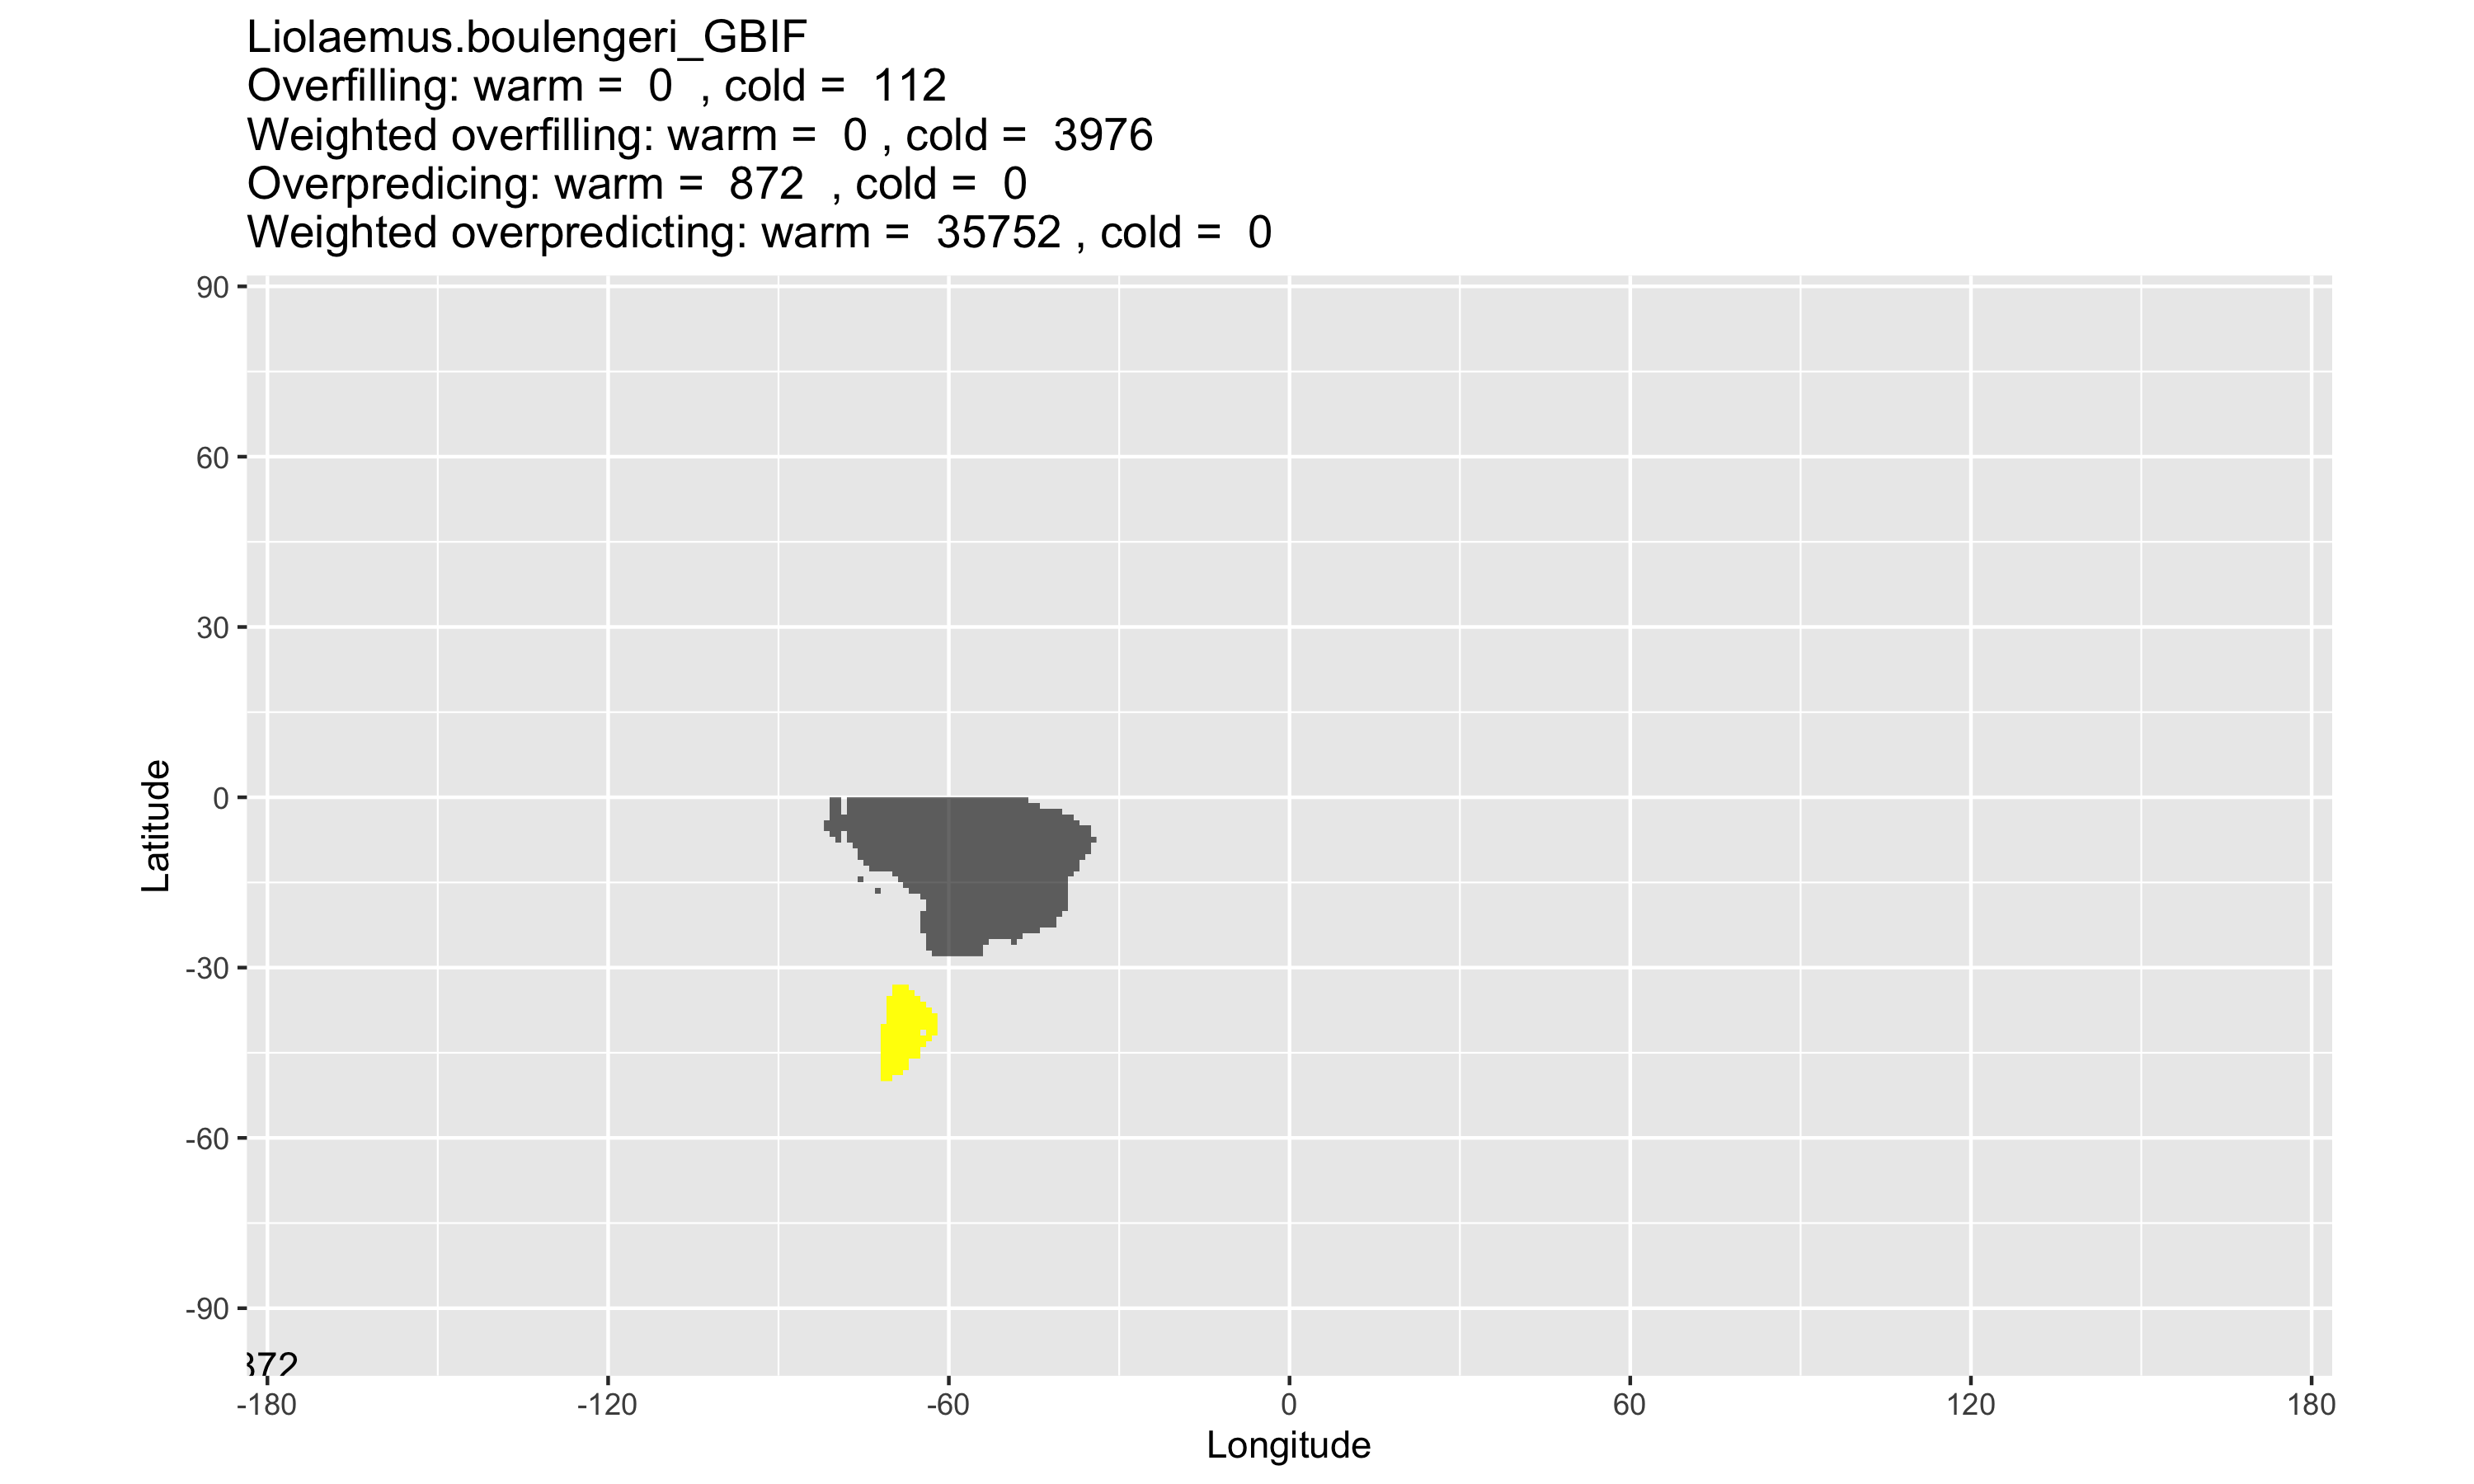 Liolaemus.boulengeri_GBIF
Overfilling: warm = 0 , cold = 112
Weighted overfilling: warm = 0 , cold = 3976
Overpredicing: warm = 872 , cold = 0
Weighted overpredicting: warm = 35752 , cold = 0
90
60
30
0
-30
-60
-90
Latitude
872
-180
-120
-60
0
60
120
180
Longitude